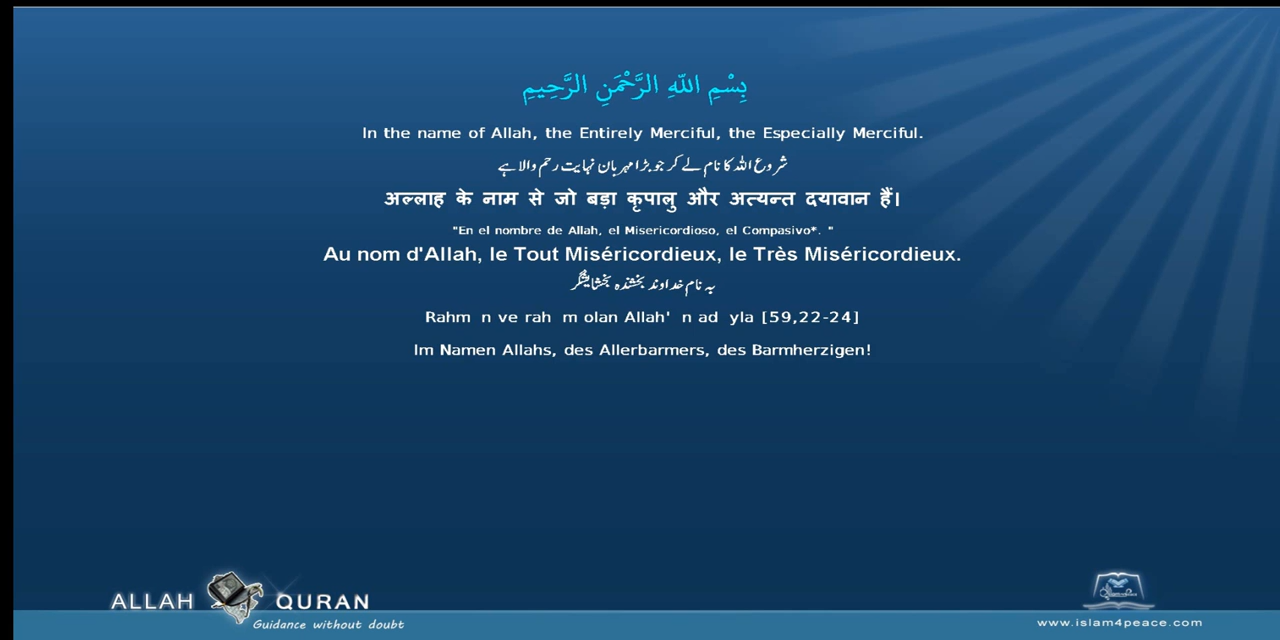 بِسْمِ اللّهِ الرَّحْمَنِ الرَّحِيمِ
In the name of Allah, the Entirely Merciful, the Especially Merciful.
شروع الله کا نام لے کر جو بڑا مہربان نہایت رحم والا ہے
अल्लाह के नाम से जो बड़ा कृपालु और अत्यन्त दयावान हैं।
"En el nombre de Allah, el Misericordioso, el Compasivo*. "
Au nom d'Allah, le Tout Miséricordieux, le Très Miséricordieux.
به نام خداوند بخشنده بخشایشگر
Rahm n ve rah m olan Allah' n ad yla [59,22-24]
Im Namen Allahs, des Allerbarmers, des Barmherzigen!
ALLAH QURAN
Guidance without doubt
www.islam4peace.com